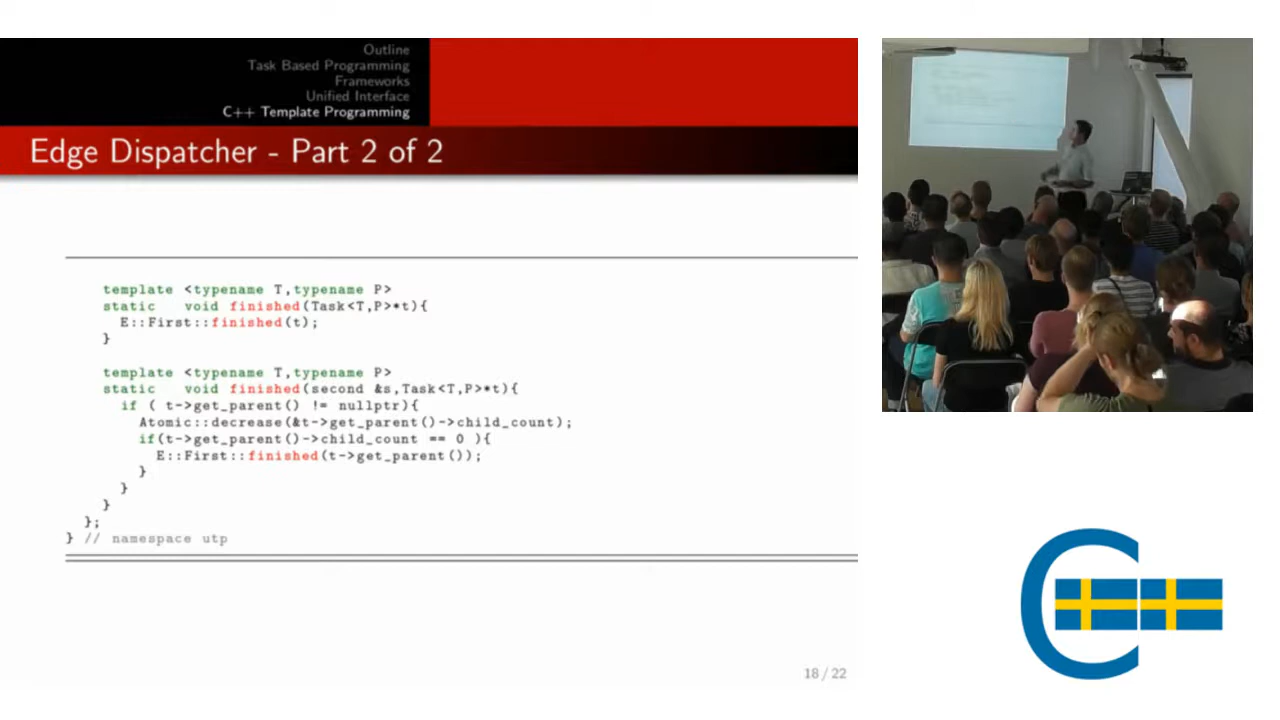 Outline
Task Based Programming
Frameworks
Unified Interface
C++ Template Programming
Edge Dispatcher - Part 2 of 2
template <typename T,typename P>
static void finished(Task<T,P>*t){
E::First::finished(t);
}
template <typename T,typename P>
static void finished(second &s,Task<T,P>*t){
if ( t->get_parent() != nullptr){
Atomic::decrease(&t->get_parent()->child_count);
if(t->get_parent()->child_count == 0 ){
E::First::finished(t->get_parent());
}
}
}
};
} // namespace utp
18 / 22
C